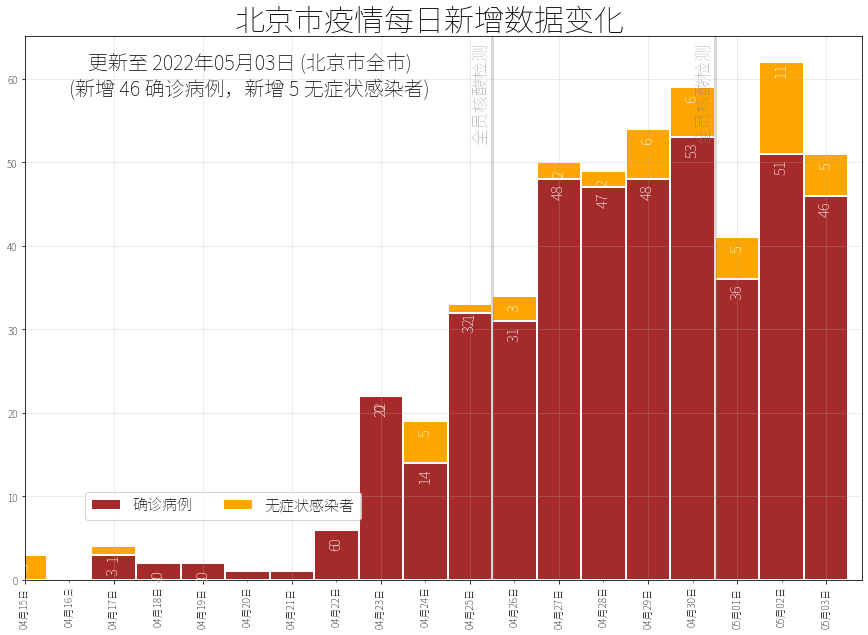 北京市疫情每日新增数据变化
更新至 2022年05月03日 (北京市全市)
(新增 46 确诊病例，新增 5 无症状感染者)
全员核酸检测
全员核酸检测
60
50
40
30
20
10
0
11
6
6
5
5
2
2
3
1
5
53
51
48
48
47
46
36
32
31
22
0
14
6
0
3
1
0
0
确诊病例
无症状感染者
04月15日
04月16日
04月17日
04月18日
04月19日
04月20日
04月21日
04月22日
04月23日
04月24日
04月25日
04月26日
04月27日
04月28日
04月29日
04月30日
05月01日
05月02日
05月03日